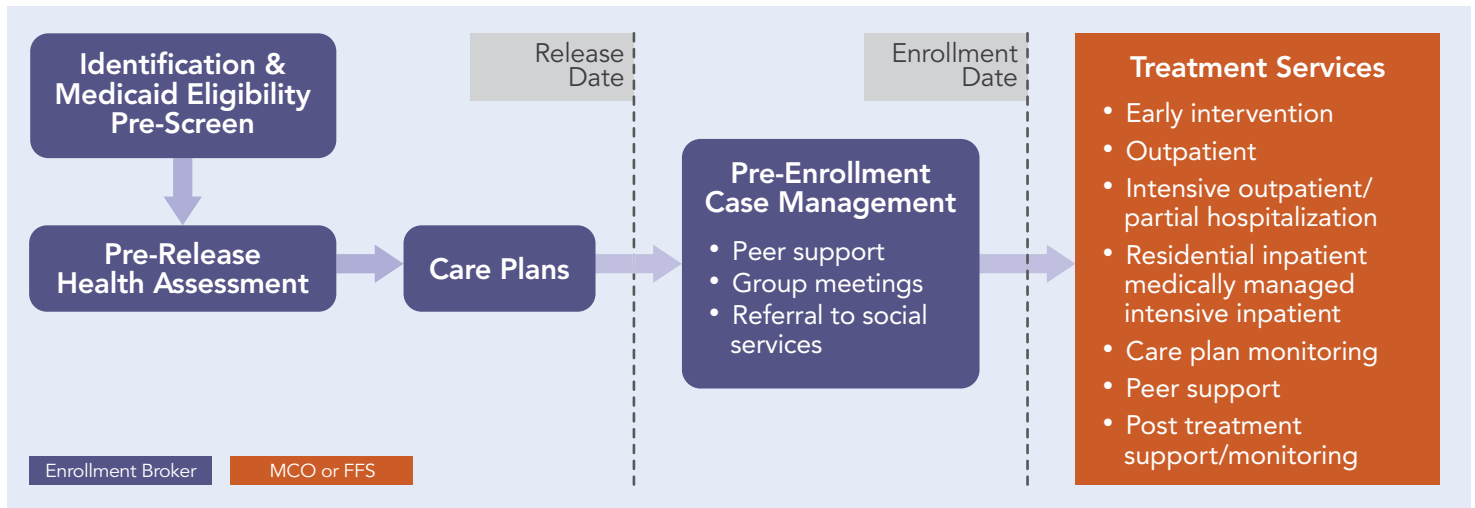 Identification &
Medicaid Eligibility
Pre-Screen
Pre-Release
Health Assessment
Care Plans
Release
Date
Pre-Enrollment
Case Management
• Peer support
• Group meetings
• Referral to social
services
Enrollment
Date
Treatment Services
• Early intervention
• Outpatient
• Intensive outpatient/
partial hospitalization
• Residential inpatient
medically managed
intensive inpatient
• Care plan monitoring
• Peer support
• Post treatment
support/monitoring
Enrollment Broker
MCO or FFS